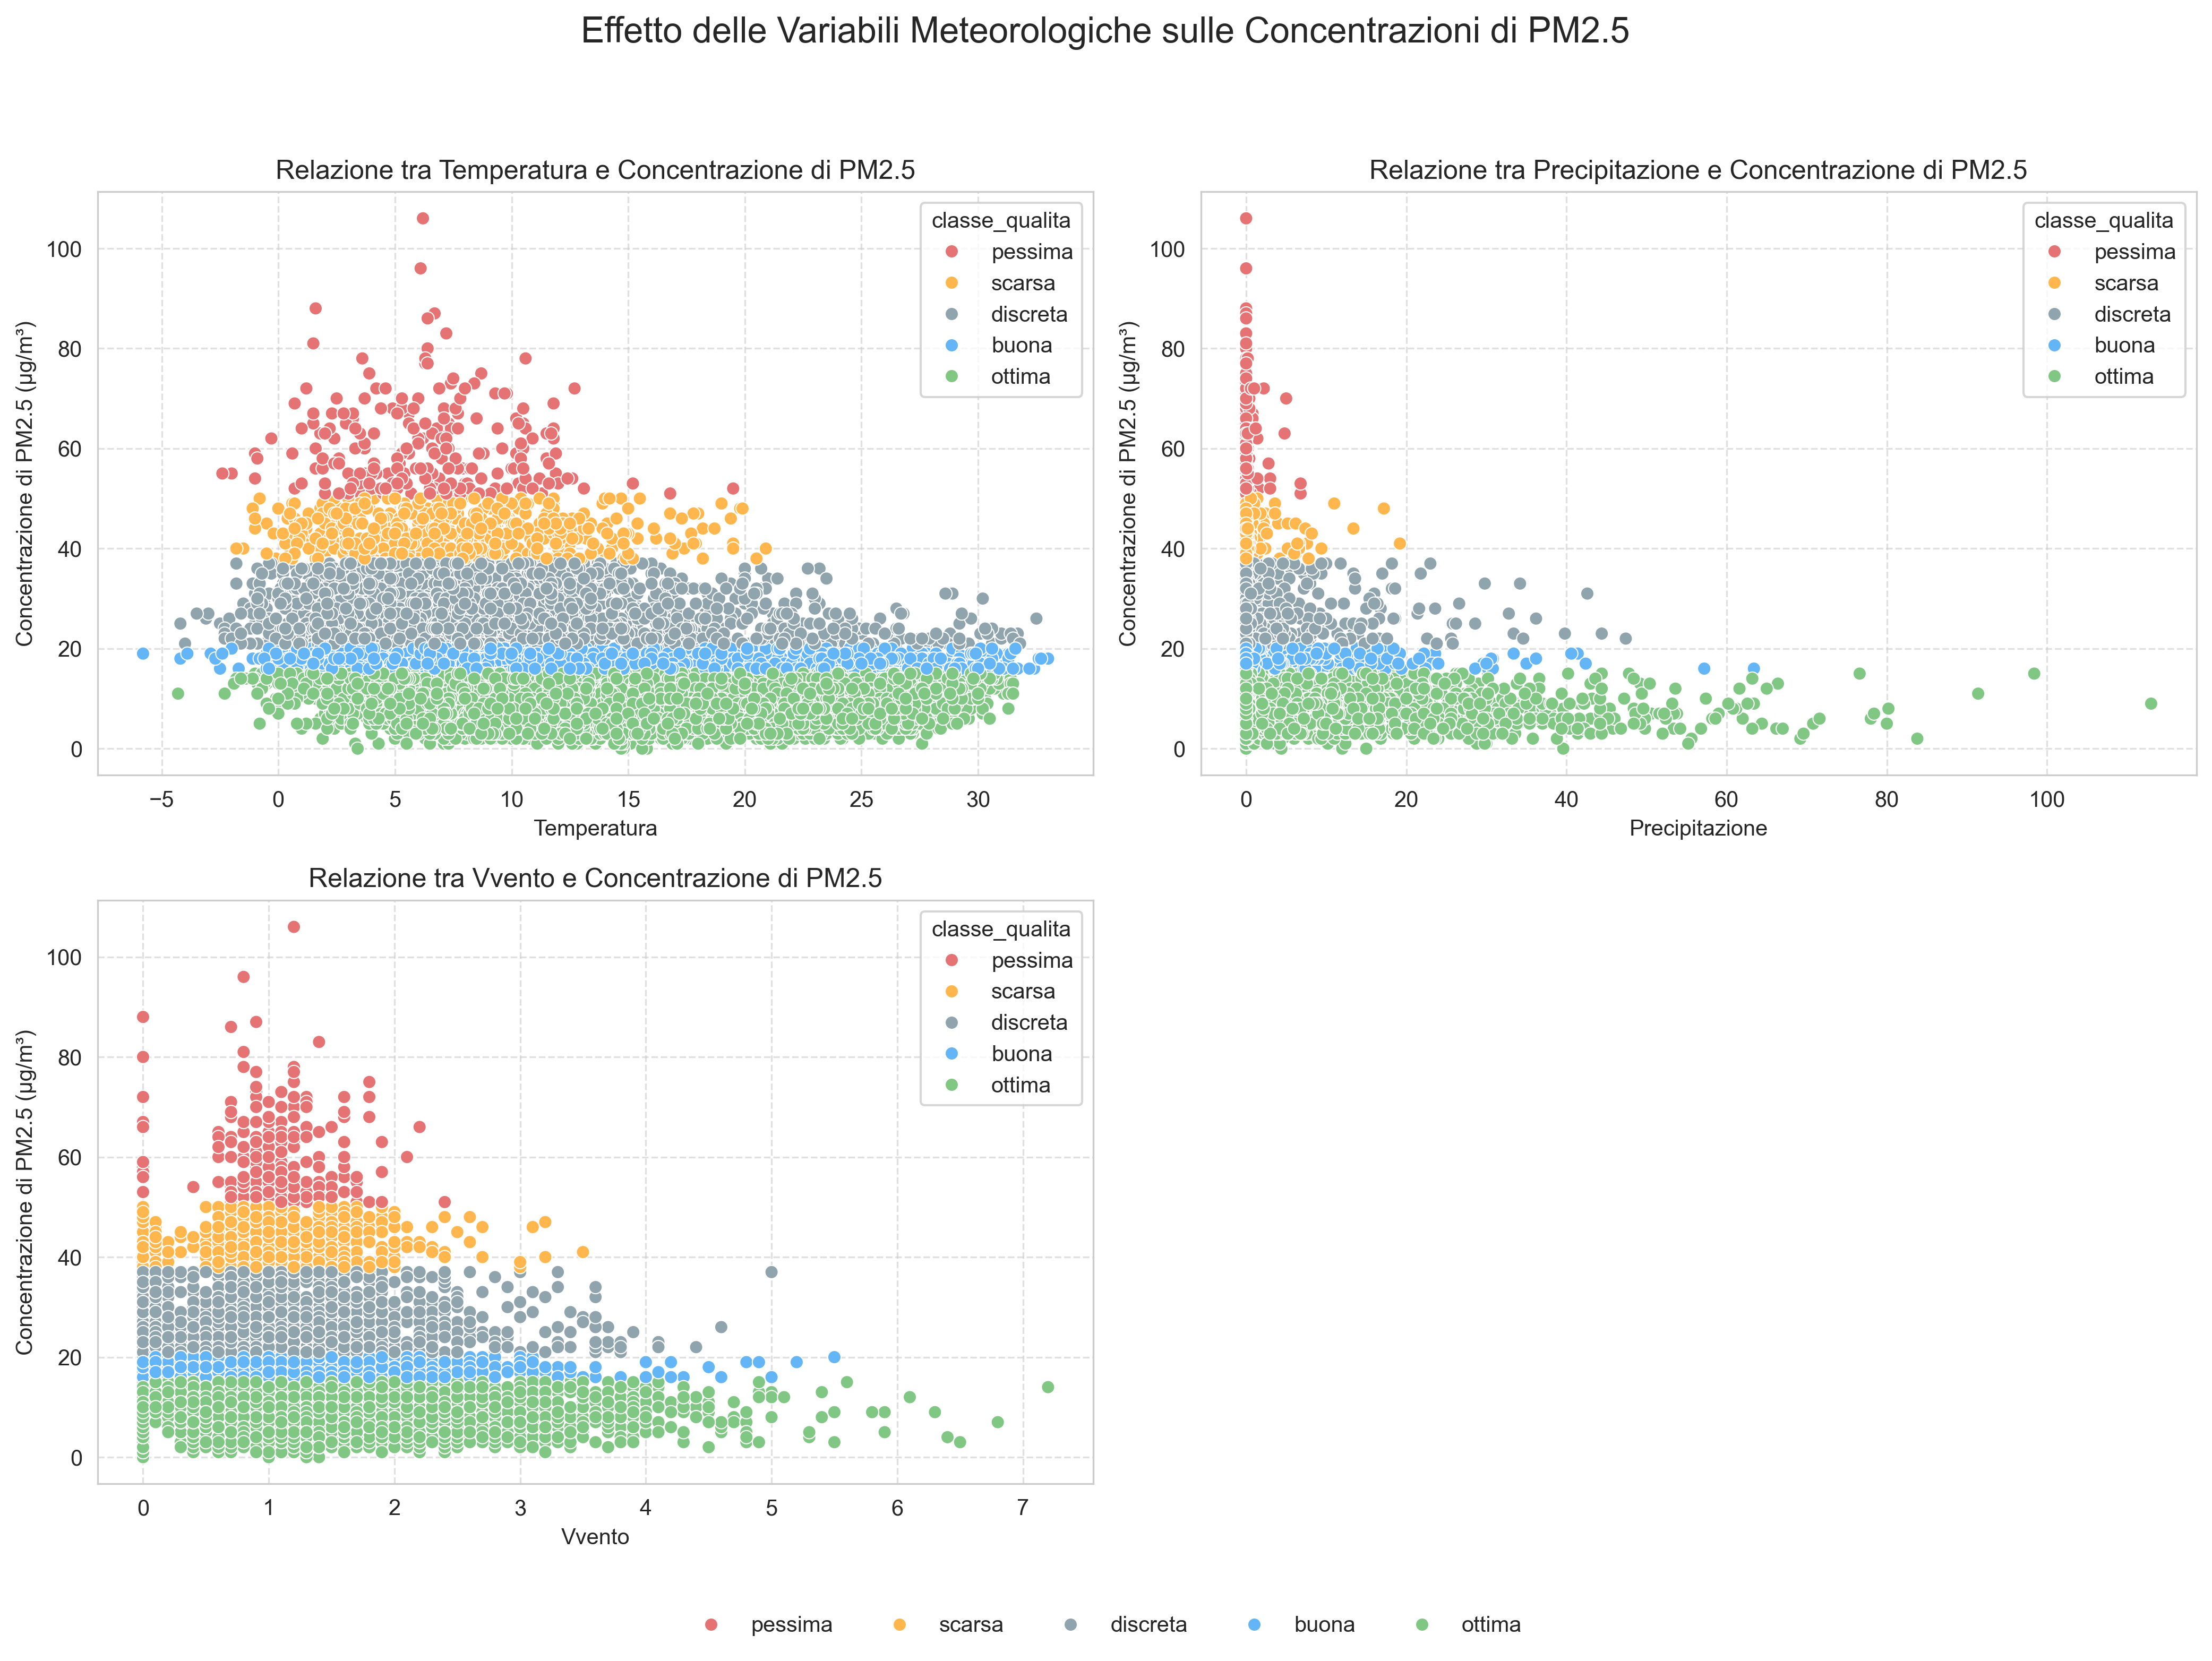 Effetto delle Variabili Meteorologiche sulle Concentrazioni di PM2.5
Relazione tra Temperatura e Concentrazione di PM2.5
Concentrazione di PM2.5 (µg/m³)
100
80
60
40
20
0
−5 0 5 10 15 20 25 30
Temperatura
classe_qualita
pessima
scarsa
discreta
buona
ottima
Relazione tra Precipitazione e Concentrazione di PM2.5
Concentrazione di PM2.5 (µg/m³)
100
80
60
40
20
0
0 20 40 60 80 100
Precipitazione
classe_qualita
pessima
scarsa
discreta
buona
ottima
Relazione tra Vvento e Concentrazione di PM2.5
Concentrazione di PM2.5 (µg/m³)
100
80
60
40
20
0
0 1 2 3 4 5 6 7
Vvento
classe_qualita
pessima
scarsa
discreta
buona
ottima
pessima scarsa discreta buona ottima